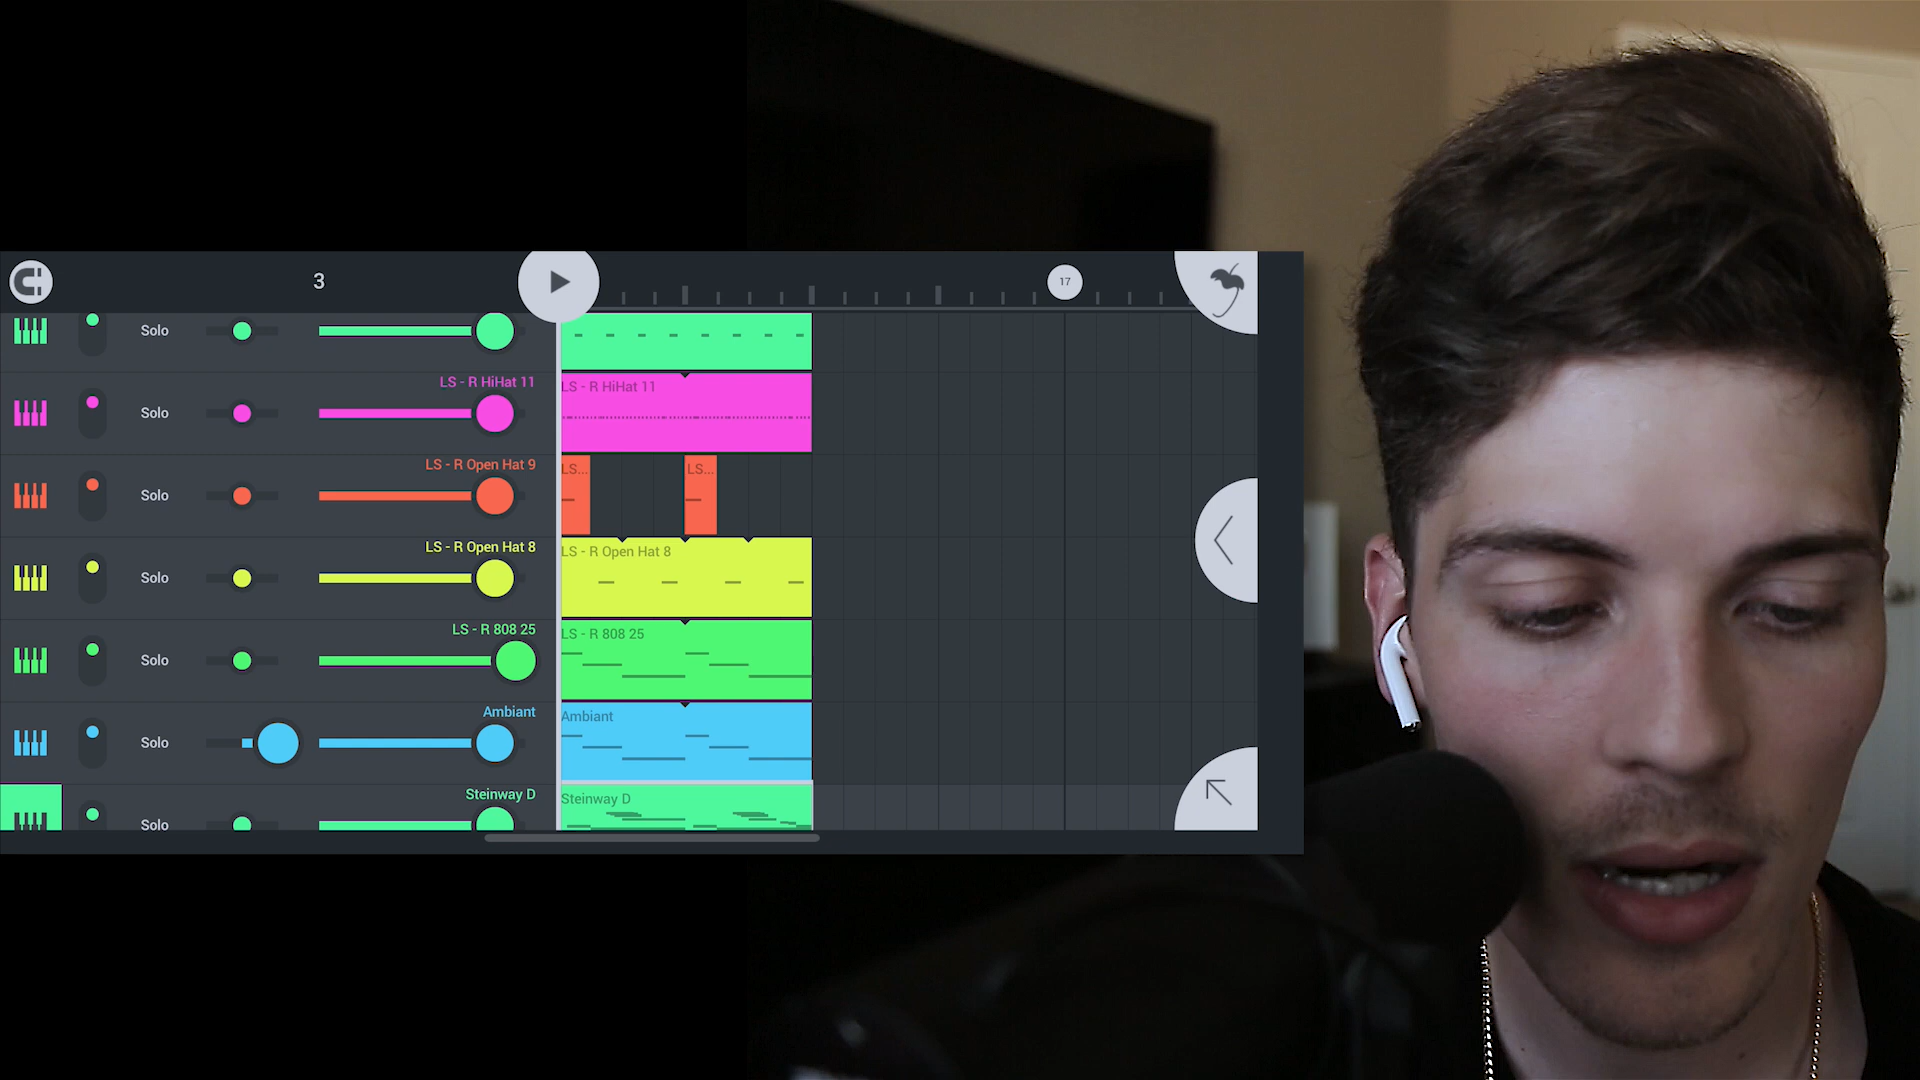 3
17
Solo
LS - R HiHat 11
LS - R HiHat 11
Solo
LS - R Open Hat 9
LS...
LS...
Solo
LS - R Open Hat 8
LS - R Open Hat 8
Solo
LS - R 808 25
LS - R 808 25
Solo
Ambiant
Ambiant
Solo
Steinway D
Steinway D
Solo